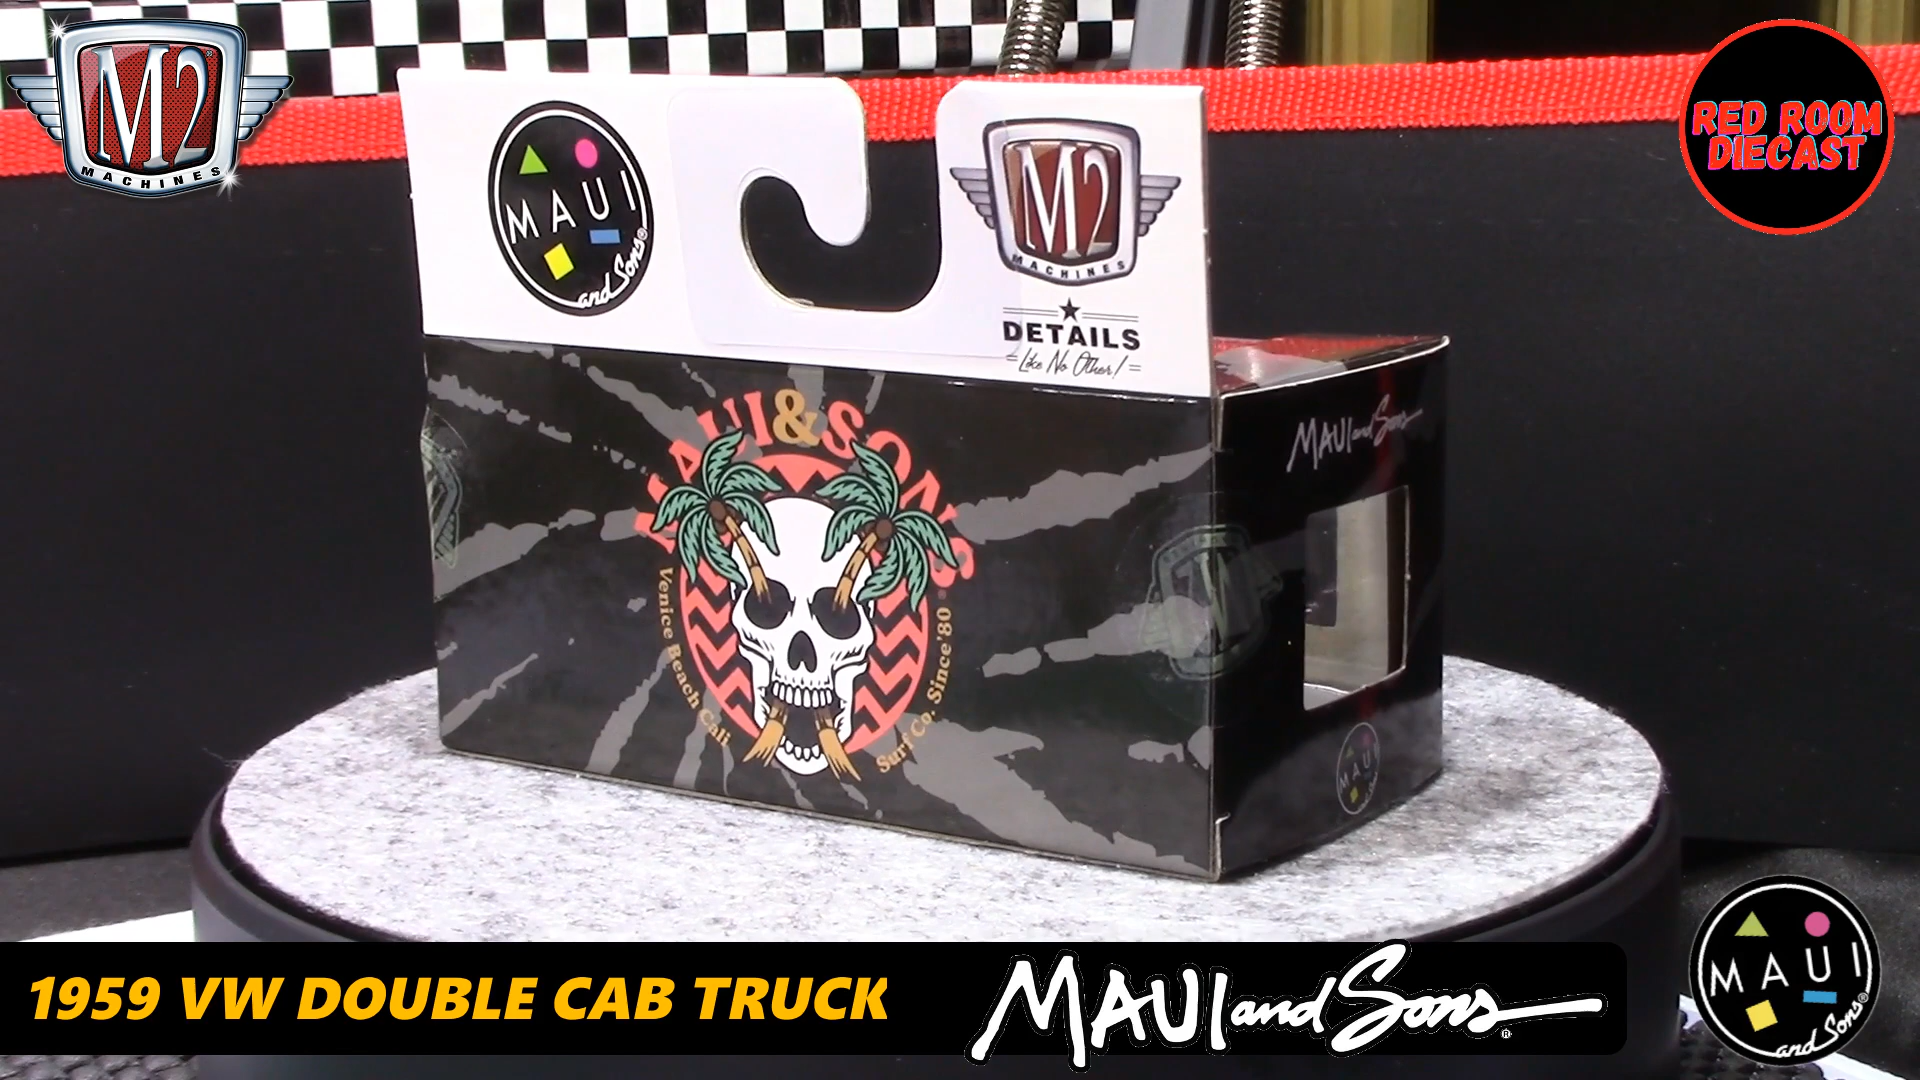 M2
MACHINES
RED ROOM
DIECAST
MAUI
and Sons®
M2
MACHINES
DETAILS
Like No Other!
MAUI & SONS
Venice Beach Cali
Surf Co. Since '80
MAUI and Sons
MAUI
1959 VW DOUBLE CAB TRUCK
MAUI and Sons®
MAUI
and Sons®